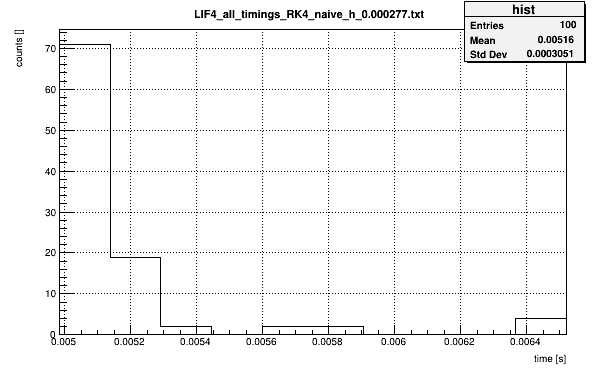 LIF4_all_timings_RK4_naive_h_0.000277.txt
hist
Entries 100
Mean 0.00516
Std Dev 0.0003051
counts []
70
60
50
40
30
20
10
0
0.005 0.0052 0.0054 0.0056 0.0058 0.006 0.0062 0.0064
time [s]